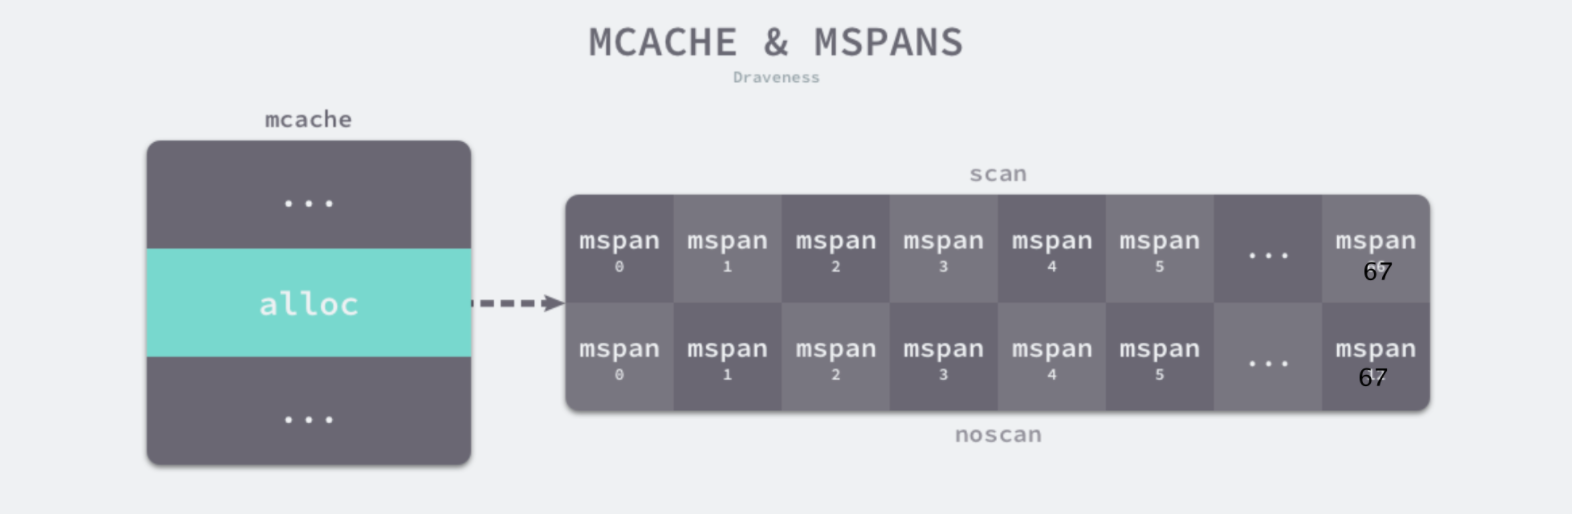 MCACHE & MSPANS
Draveness
mcache
...
alloc
...
scan
mspan mspan mspan mspan mspan mspan ... mspan
0 1 2 3 4 5 67
mspan mspan mspan mspan mspan mspan ... mspan
0 1 2 3 4 5 67
noscan